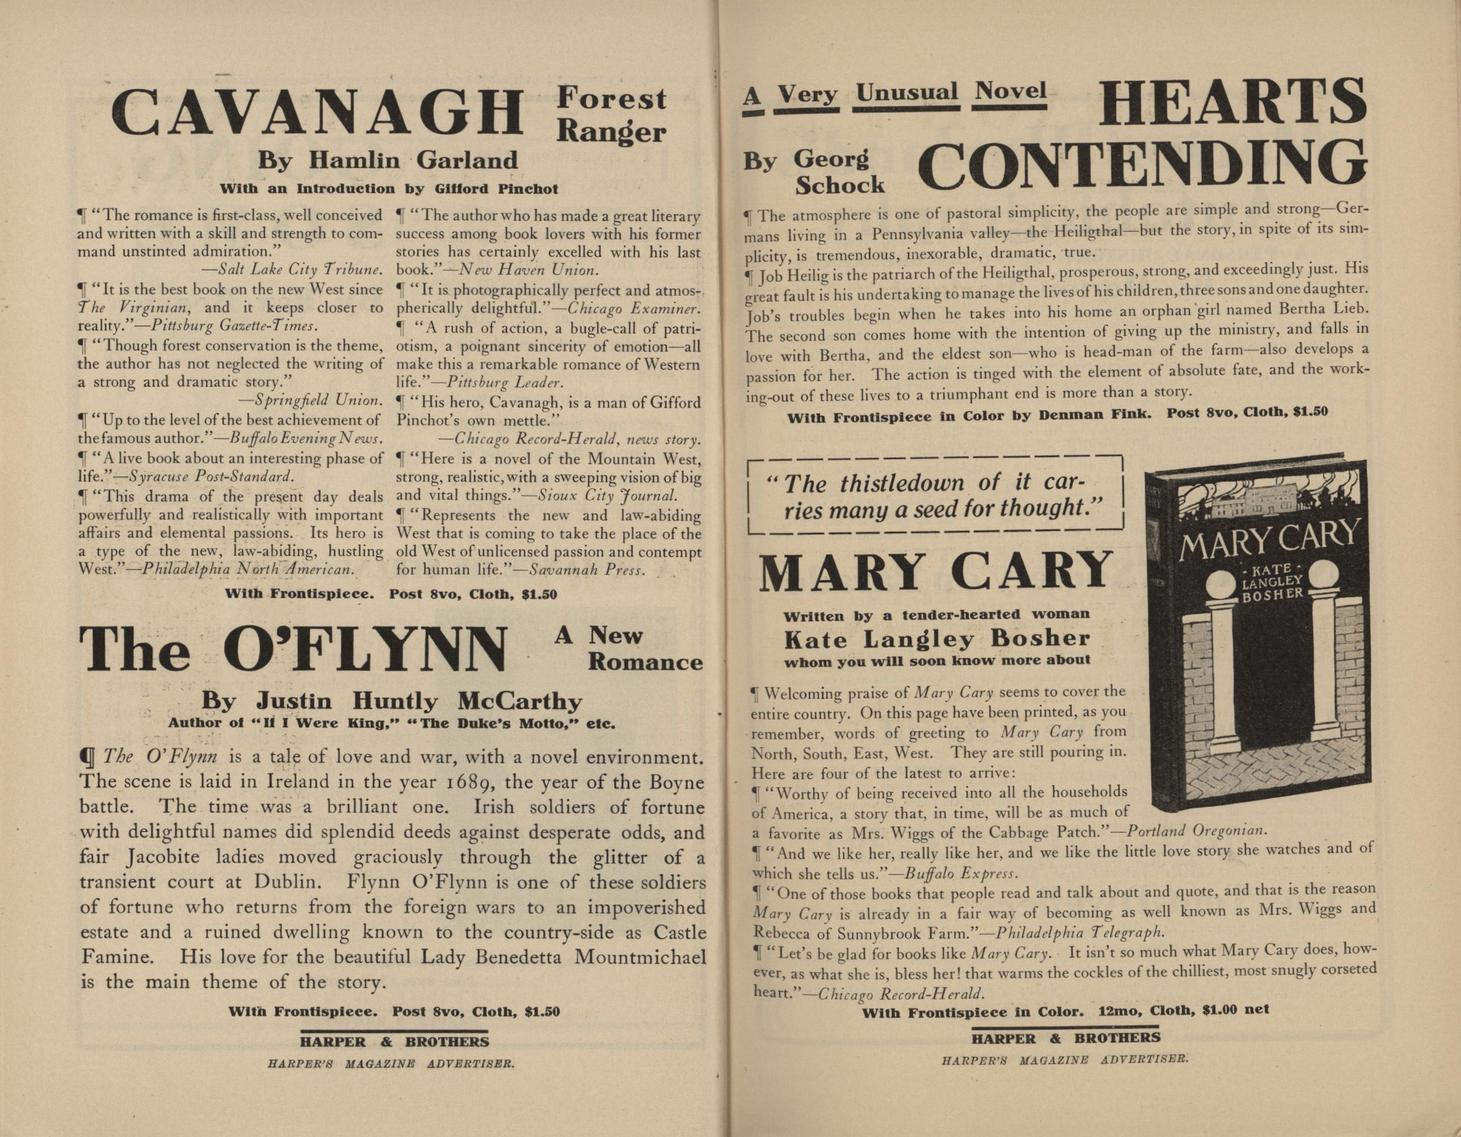 CAVANAGH Forest
Ranger
By Hamlin Garland
With an Introduction by Gifford Pinchot
¶ “The romance is first-class, well conceived
and written with a skill and strength to com-
mand unstinted admiration.”
—Salt Lake City Tribune.
¶ “It is the best book on the new West since
The Virginian, and it keeps closer to
reality.”—Pittsburg Gazette-Times.
¶ “Though forest conservation is the theme,
the author has not neglected the writing of
a strong and dramatic story.”
—Springfield Union.
¶ “Up to the level of the best achievement of
the famous author.”—Buffalo Evening News.
¶ “A live book about an interesting phase of
life.”—Syracuse Post-Standard.
¶ “This drama of the present day deals
powerfully and realistically with important
affairs and elemental passions. Its hero is
a type of the new, law-abiding, hustling
West.”—Philadelphia North American.
¶ “The author who has made a great literary
success among book lovers with his former
stories has certainly excelled with his last
book.”—New Haven Union.
¶ “It is photographically perfect and atmos-
pherically delightful.”—Chicago Examiner.
¶ “A rush of action, a bugle-call of patri-
otism, a poignant sincerity of emotion—all
make this a remarkable romance of Western
life.”—Pittsburg Leader.
¶ “His hero, Cavanagh, is a man of Gifford
Pinchot’s own mettle.”
—Chicago Record-Herald, news story.
¶ “Here is a novel of the Mountain West,
strong, realistic, with a sweeping vision of big
and vital things.”—Sioux City Journal.
¶ “Represents the new and law-abiding
West that is coming to take the place of the
old West of unlicensed passion and contempt
for human life.”—Savannah Press.
With Frontispiece. Post 8vo, Cloth, $1.50
The O’FLYNN A New
Romance
By Justin Huntly McCarthy
Author of “If I Were King,” “The Duke’s Motto,” etc.
¶ The O’Flynn is a tale of love and war, with a novel environment.
The scene is laid in Ireland in the year 1689, the year of the Boyne
battle. The time was a brilliant one. Irish soldiers of fortune
with delightful names did splendid deeds against desperate odds, and
fair Jacobite ladies moved graciously through the glitter of a
transient court at Dublin. Flynn O’Flynn is one of these soldiers
of fortune who returns from the foreign wars to an impoverished
estate and a ruined dwelling known to the country-side as Castle
Famine. His love for the beautiful Lady Benedetta Mountmichael
is the main theme of the story.
With Frontispiece. Post 8vo, Cloth, $1.50
HARPER & BROTHERS
HARPER’S MAGAZINE ADVERTISER.
A Very Unusual Novel HEARTS
By Georg
Schock CONTENDING
¶ The atmosphere is one of pastoral simplicity, the people are simple and strong—Ger-
mans living in a Pennsylvania valley—the Heiligthal—but the story, in spite of its sim-
plicity, is tremendous, inexorable, dramatic, true.
¶ Job Heilig is the patriarch of the Heiligthal, prosperous, strong, and exceedingly just. His
great fault is his undertaking to manage the lives of his children, three sons and one daughter.
Job’s troubles begin when he takes into his home an orphan girl named Bertha Lieb.
The second son comes home with the intention of giving up the ministry, and falls in
love with Bertha, and the eldest son—who is head-man of the farm—also develops a
passion for her. The action is tinged with the element of absolute fate, and the work-
ing-out of these lives to a triumphant end is more than a story.
With Frontispiece in Color by Denman Fink. Post 8vo, Cloth, $1.50
“The thistledown of it car-
ries many a seed for thought.”
MARY CARY
Written by a tender-hearted woman
Kate Langley Bosher
whom you will soon know more about
MARY CARY
· KATE ·
LANGLEY
BOSHER
¶ Welcoming praise of Mary Cary seems to cover the
entire country. On this page have been printed, as you
remember, words of greeting to Mary Cary from
North, South, East, West. They are still pouring in.
Here are four of the latest to arrive:
¶ “Worthy of being received into all the households
of America, a story that, in time, will be as much of
a favorite as Mrs. Wiggs of the Cabbage Patch.”—Portland Oregonian.
¶ “And we like her, really like her, and we like the little love story she watches and of
which she tells us.”—Buffalo Express.
¶ “One of those books that people read and talk about and quote, and that is the reason
Mary Cary is already in a fair way of becoming as well known as Mrs. Wiggs and
Rebecca of Sunnybrook Farm.”—Philadelphia Telegraph.
¶ “Let’s be glad for books like Mary Cary. It isn’t so much what Mary Cary does, how-
ever, as what she is, bless her! that warms the cockles of the chilliest, most snugly corseted
heart.”—Chicago Record-Herald.
With Frontispiece in Color. 12mo, Cloth, $1.00 net
HARPER & BROTHERS
HARPER’S MAGAZINE ADVERTISER.